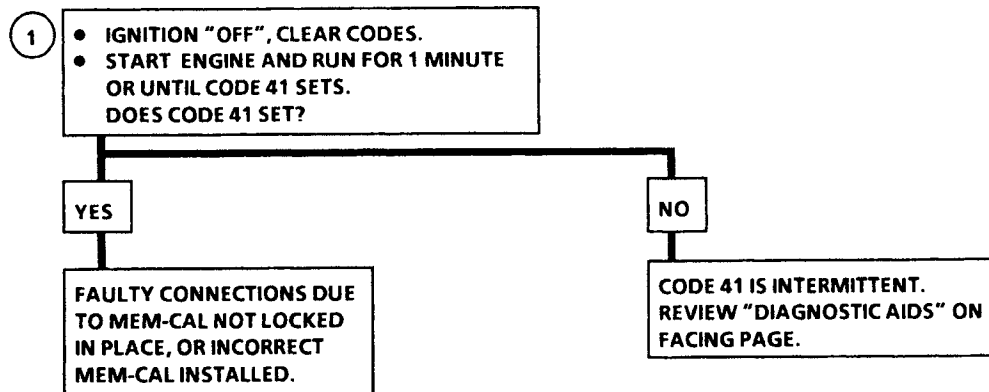 1
● IGNITION "OFF", CLEAR CODES.
● START ENGINE AND RUN FOR 1 MINUTE
OR UNTIL CODE 41 SETS.
DOES CODE 41 SET?
YES
NO
FAULTY CONNECTIONS DUE
TO MEM-CAL NOT LOCKED
IN PLACE, OR INCORRECT
MEM-CAL INSTALLED.
CODE 41 IS INTERMITTENT.
REVIEW "DIAGNOSTIC AIDS" ON
FACING PAGE.